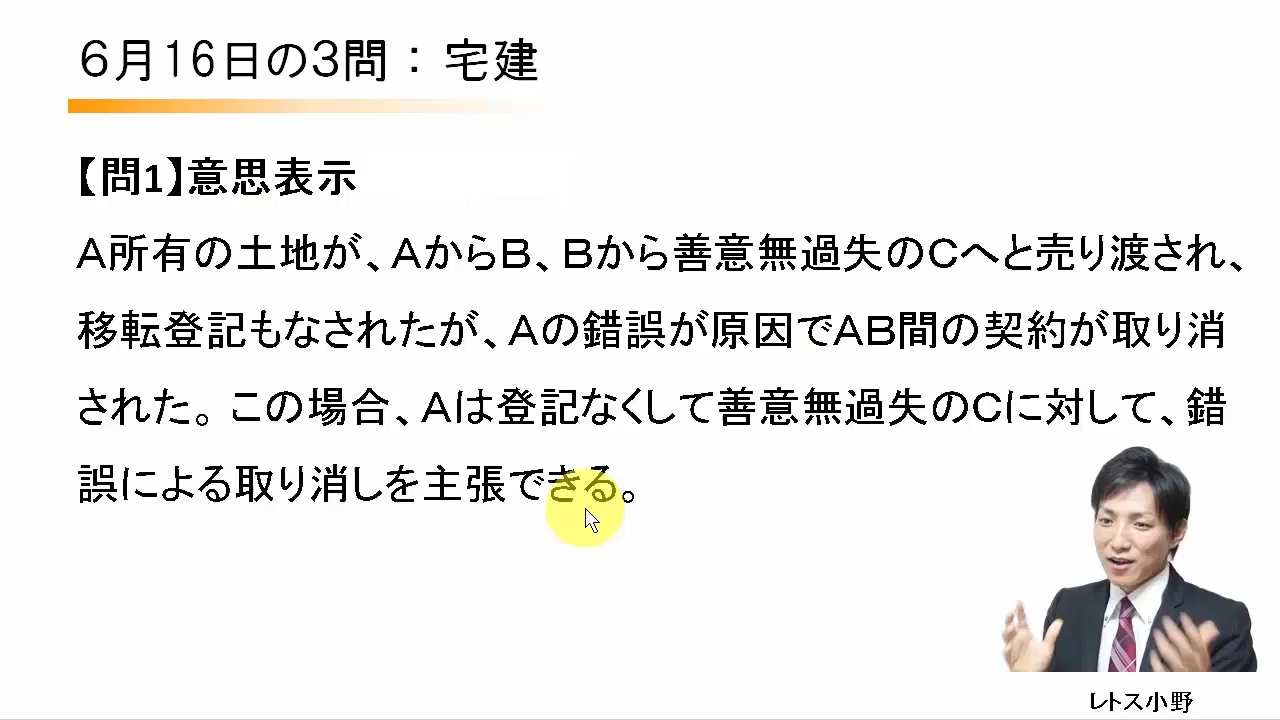 ６月16日の3問：宅建
【問1】意思表示
Ａ所有の土地が、ＡからＢ、Ｂから善意無過失のＣへと売り渡され、
移転登記もなされたが、Ａの錯誤が原因でＡＢ間の契約が取り消
された。この場合、Ａは登記なくして善意無過失のＣに対して、錯
誤による取り消しを主張できる。
レトス小野